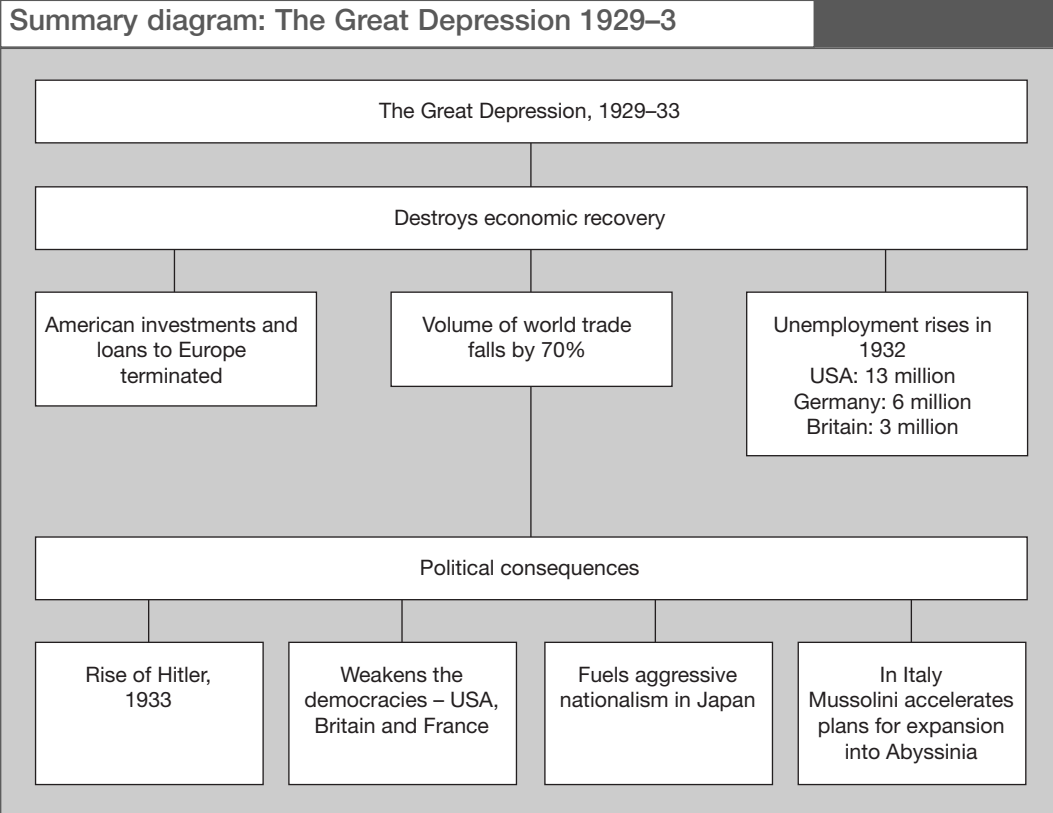 Summary diagram: The Great Depression 1929–3
The Great Depression, 1929–33
Destroys economic recovery
American investments and
loans to Europe
terminated
Volume of world trade
falls by 70%
Unemployment rises in
1932
USA: 13 million
Germany: 6 million
Britain: 3 million
Political consequences
Rise of Hitler,
1933
Weakens the
democracies – USA,
Britain and France
Fuels aggressive
nationalism in Japan
In Italy
Mussolini accelerates
plans for expansion
into Abyssinia